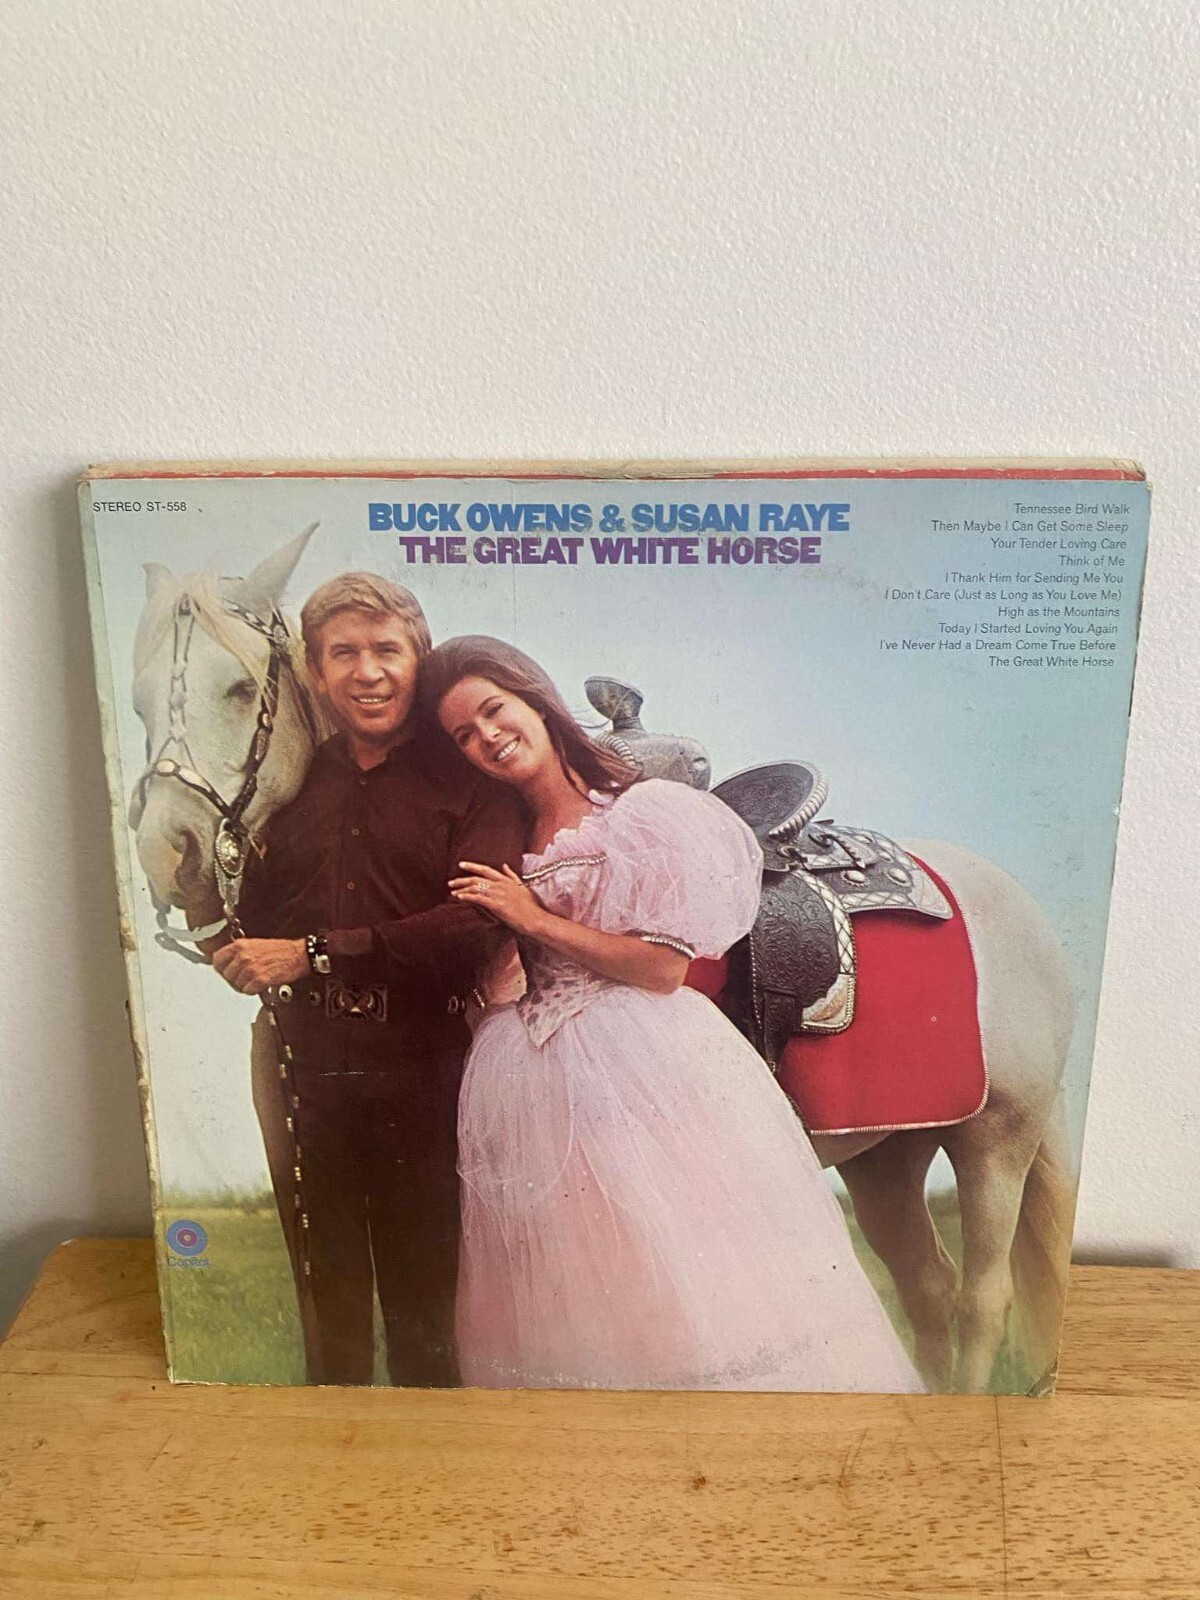 STEREO ST-558
BUCK OWENS & SUSAN RAYE
THE GREAT WHITE HORSE
Tennessee Bird Walk
Then Maybe I Can Get Some Sleep
Your Tender Loving Care
Think of Me
I Thank Him for Sending Me You
I Don't Care (Just as Long as You Love Me)
High as the Mountains
Today I Started Loving You Again
I've Never Had a Dream Come True Before
The Great White Horse
Capitol